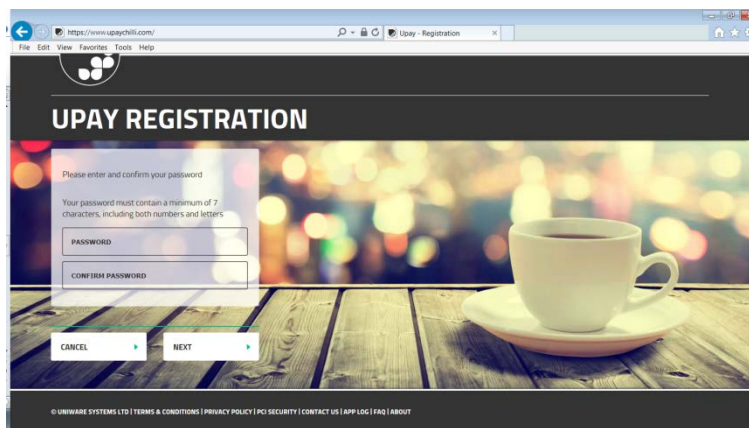 https://www.upaychilli.com/
Upay - Registration
File Edit View Favorites Tools Help
UPAY REGISTRATION
Please enter and confirm your password
Your password must contain a minimum of 7
characters, including both numbers and letters
PASSWORD
CONFIRM PASSWORD
CANCEL
NEXT
© UNIWARE SYSTEMS LTD | TERMS & CONDITIONS | PRIVACY POLICY | PCI SECURITY | CONTACT US | APP LOG | FAQ | ABOUT